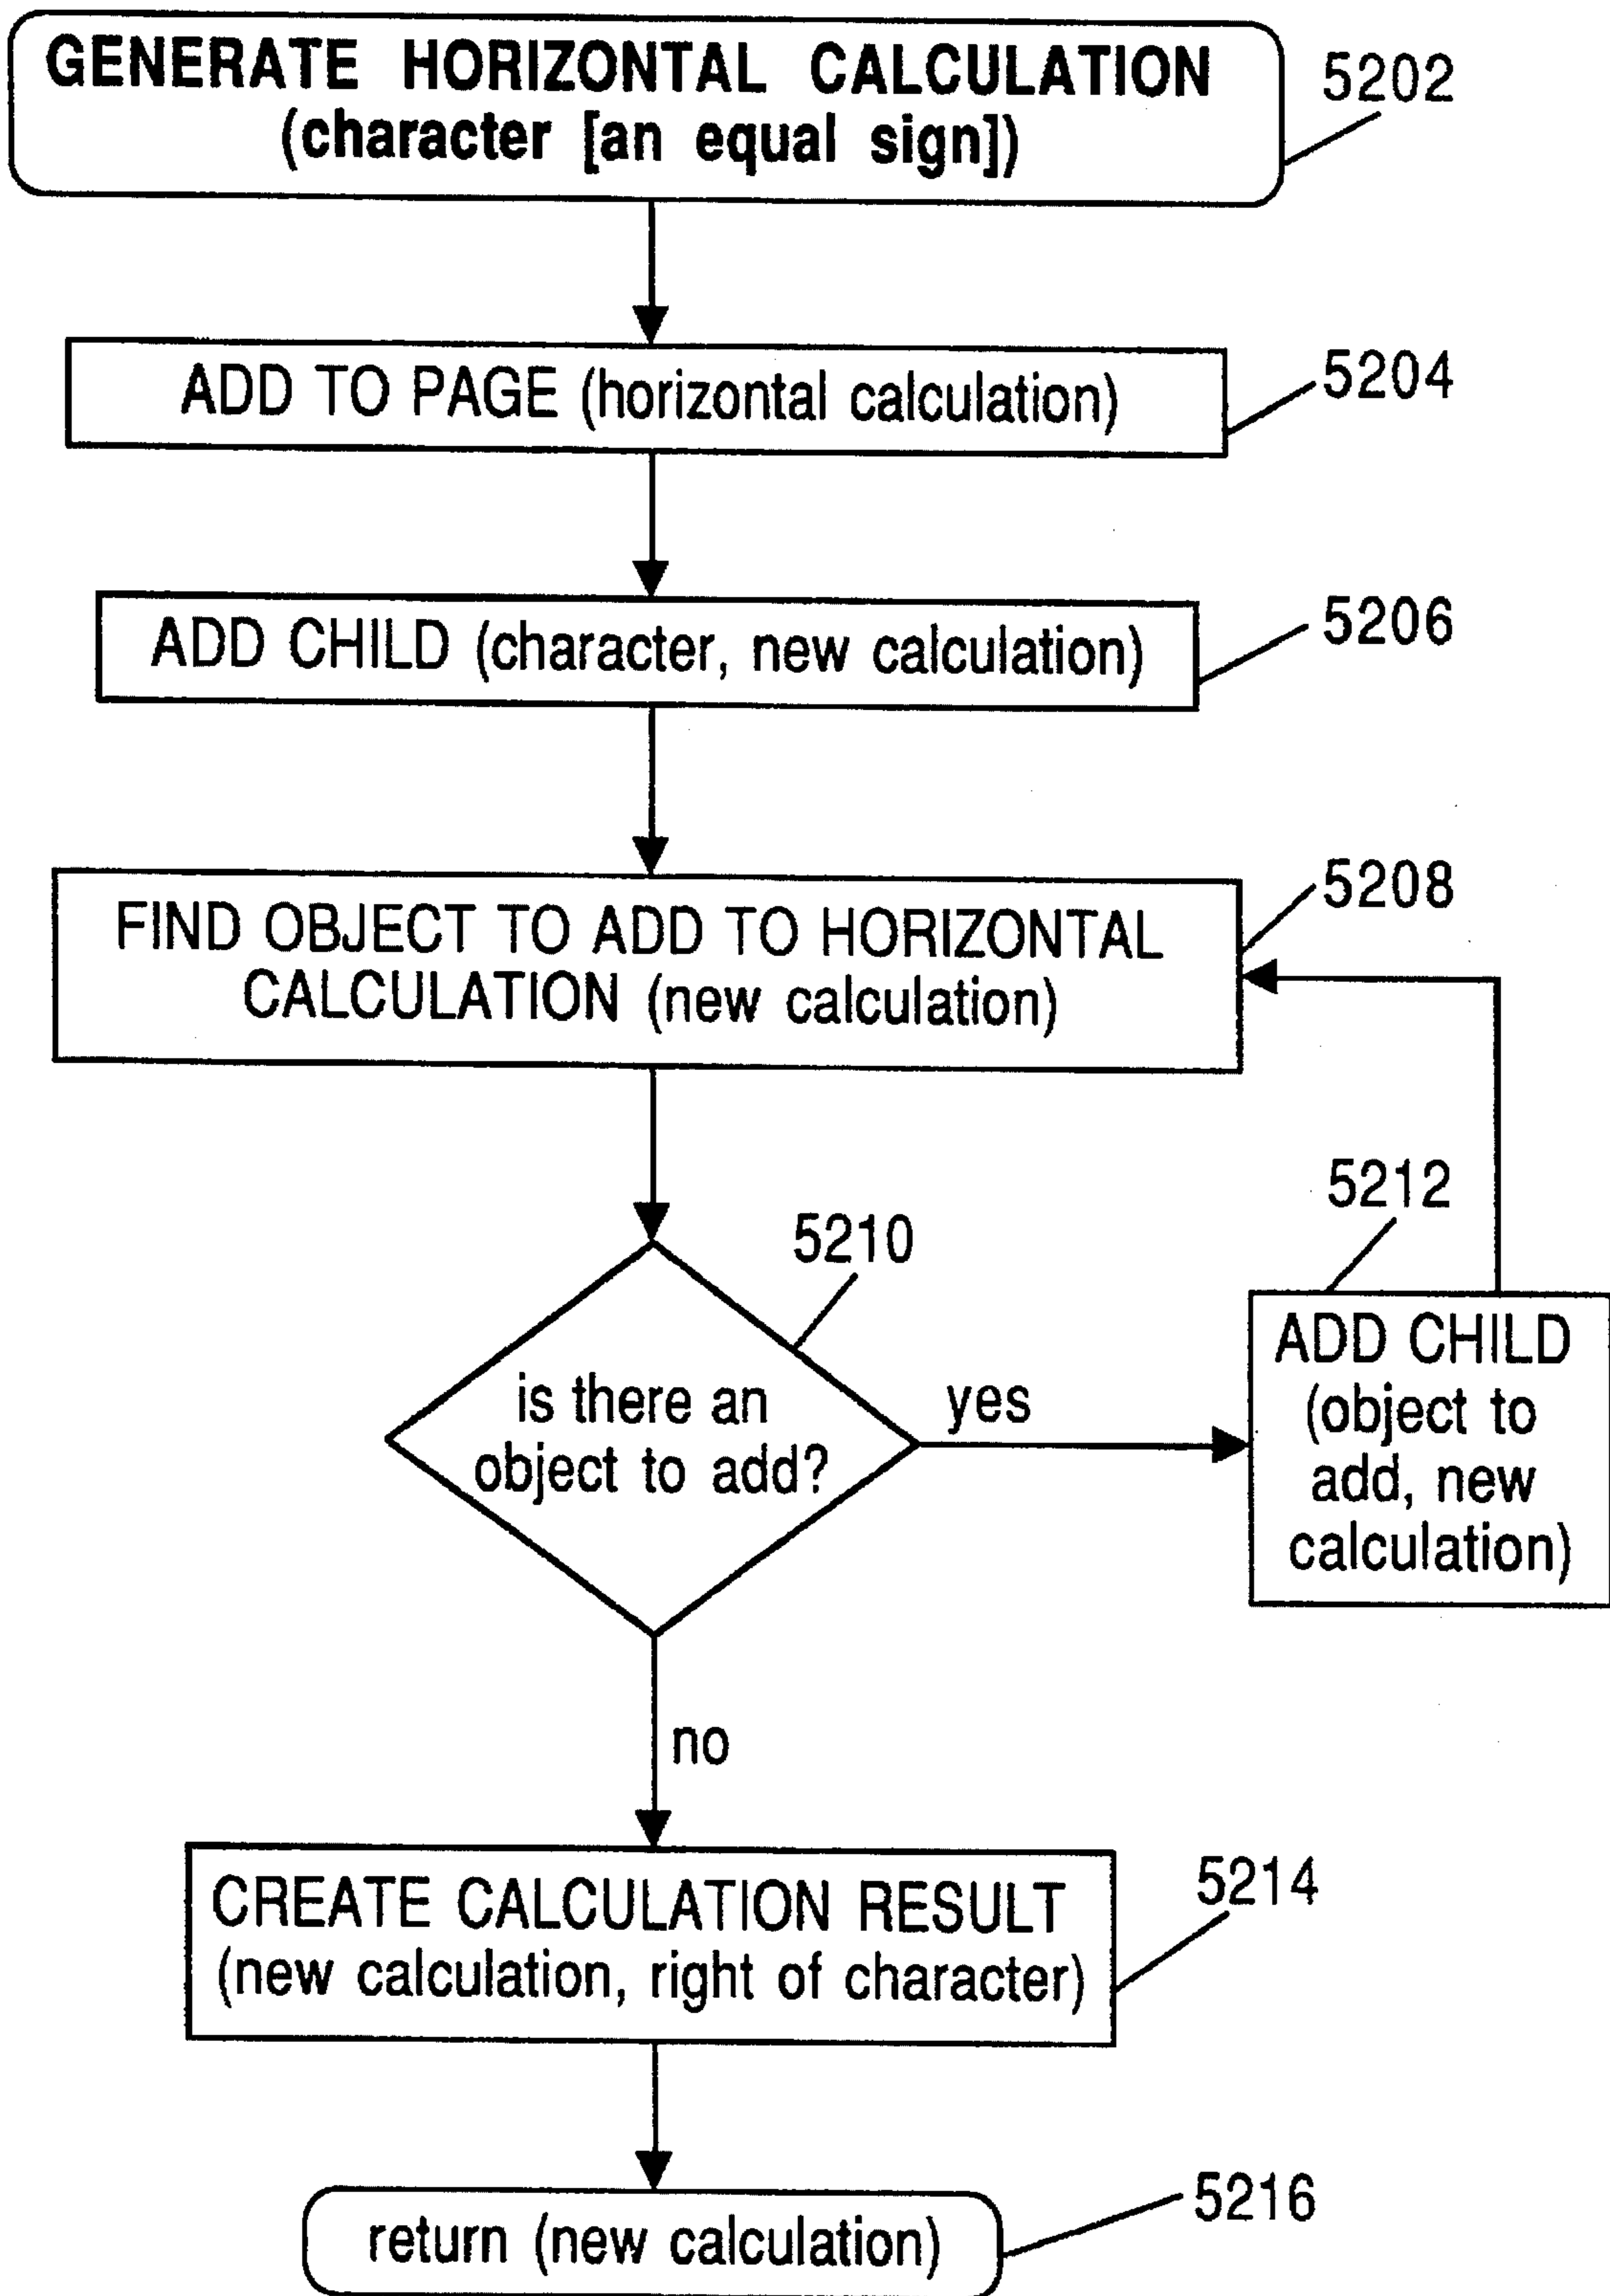 GENERATE HORIZONTAL CALCULATION
(character [an equal sign])
5202
ADD TO PAGE (horizontal calculation)
5204
ADD CHILD (character, new calculation)
5206
FIND OBJECT TO ADD TO HORIZONTAL
CALCULATION (new calculation)
5208
is there an
object to add?
5210
yes
5212
ADD CHILD
(object to
add, new
calculation)
no
CREATE CALCULATION RESULT
(new calculation, right of character)
5214
return (new calculation)
5216